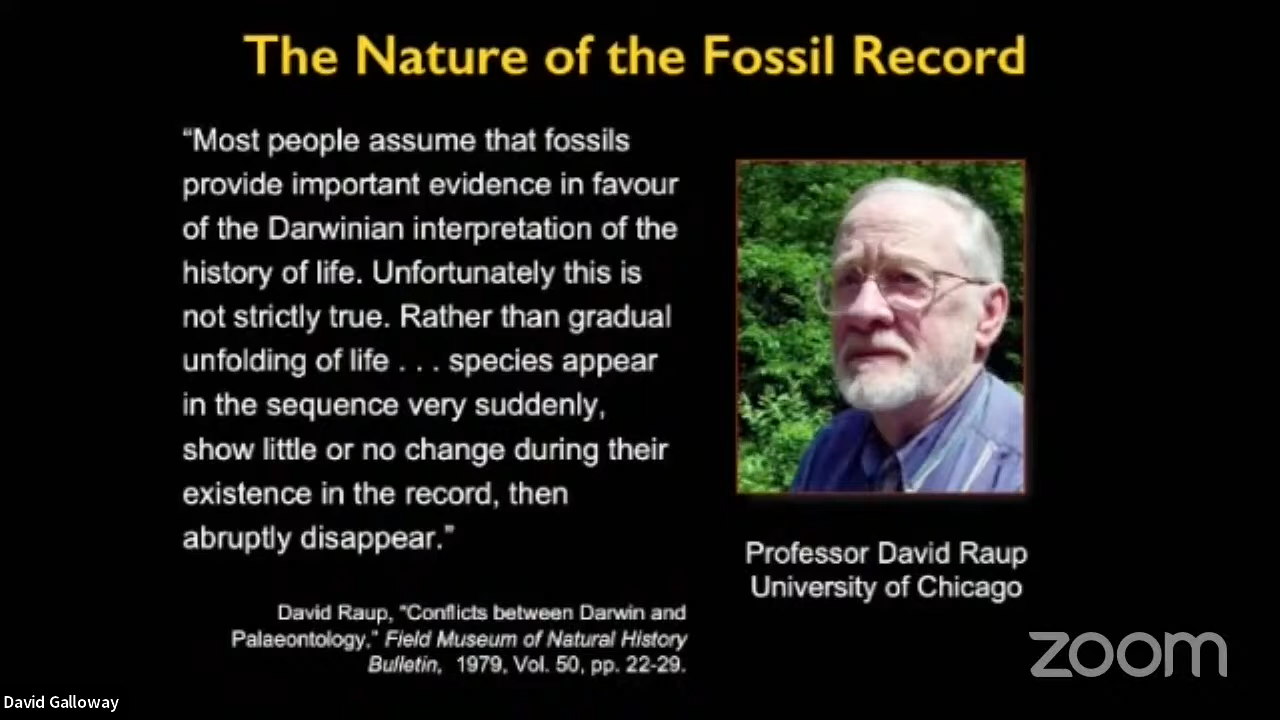 The Nature of the Fossil Record
“Most people assume that fossils
provide important evidence in favour
of the Darwinian interpretation of the
history of life. Unfortunately this is
not strictly true. Rather than gradual
unfolding of life . . . species appear
in the sequence very suddenly,
show little or no change during their
existence in the record, then
abruptly disappear.”
David Raup, “Conflicts between Darwin and
Palaeontology,” Field Museum of Natural History
Bulletin, 1979, Vol. 50, pp. 22-29.
Professor David Raup
University of Chicago
zoom
David Galloway